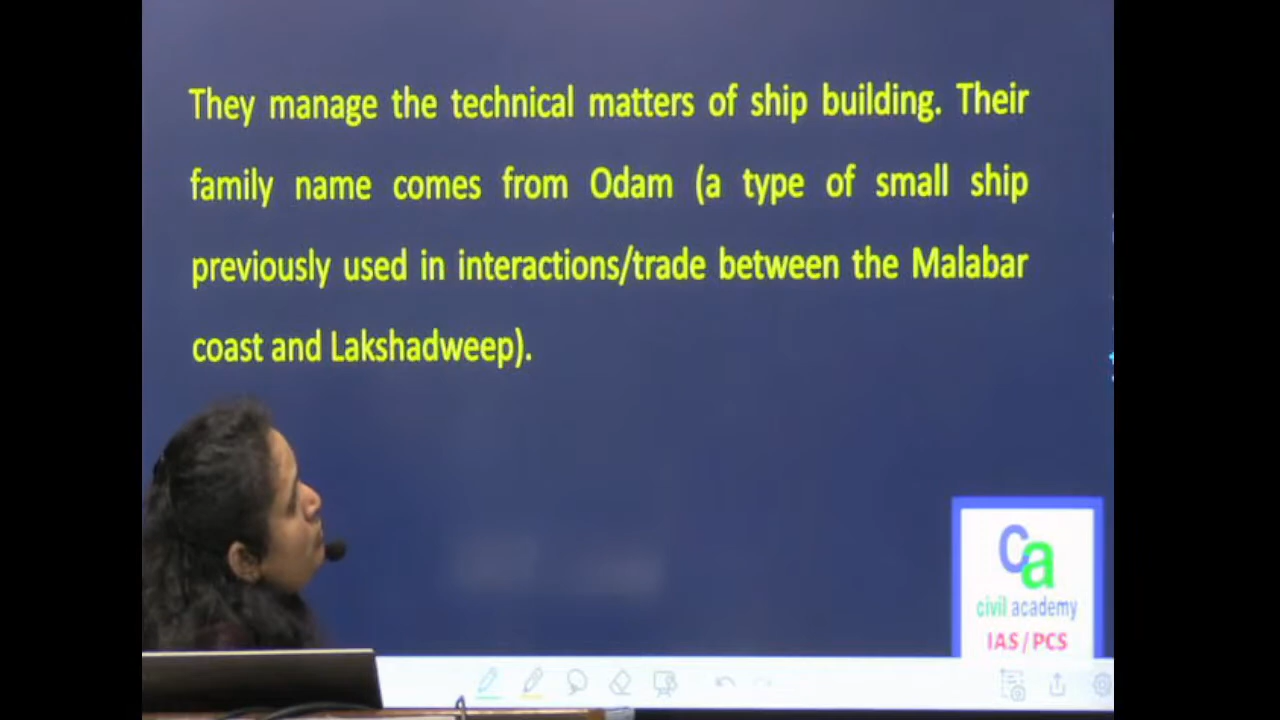 They manage the technical matters of ship building. Their
family name comes from Odam (a type of small ship
previously used in interactions/trade between the Malabar
coast and Lakshadweep).
ca
civil academy
IAS/PCS